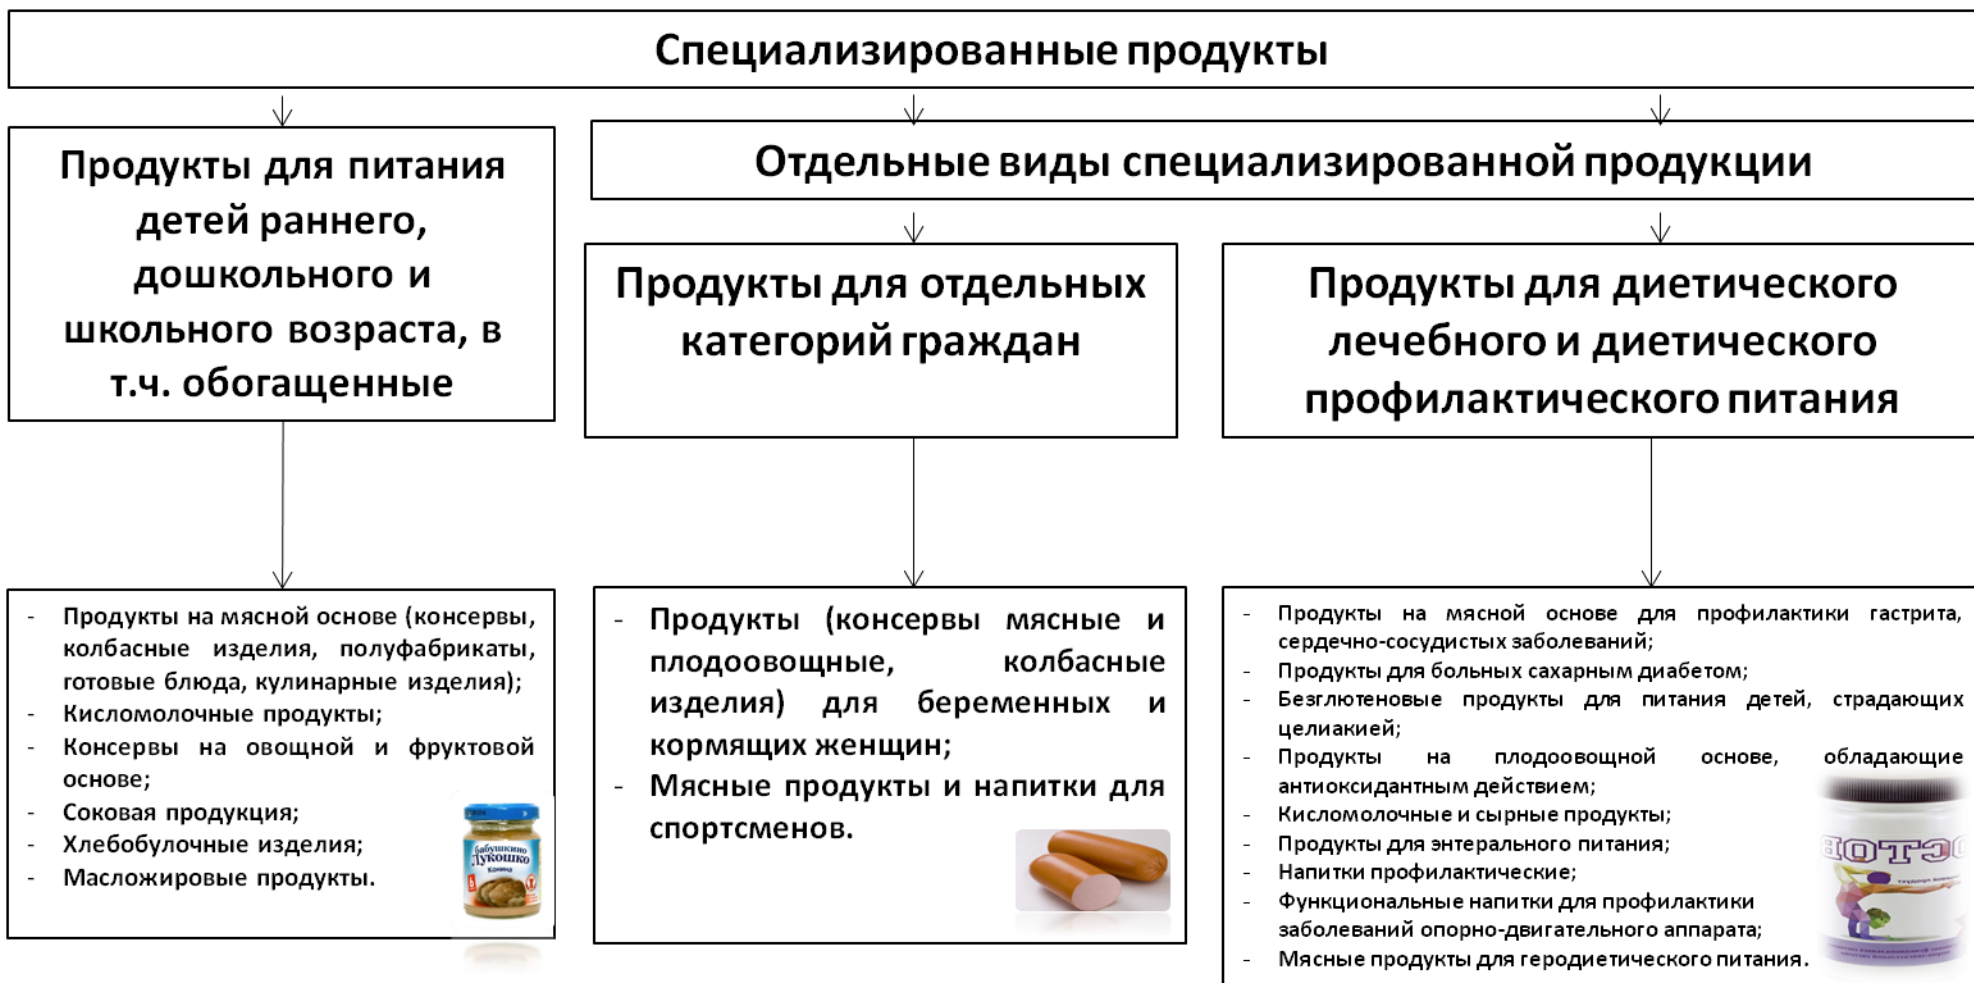 Специализированные продукты
Продукты для питания
детей раннего,
дошкольного и
школьного возраста, в
т.ч. обогащенные
Отдельные виды специализированной продукции
Продукты для отдельных
категорий граждан
Продукты для диетического
лечебного и диетического
профилактического питания
- Продукты на мясной основе (консервы,
колбасные изделия, полуфабрикаты,
готовые блюда, кулинарные изделия);
- Кисломолочные продукты;
- Консервы на овощной и фруктовой
основе;
- Соковая продукция;
- Хлебобулочные изделия;
- Масложировые продукты.
бабушкино
Лукошко
Конина
6
- Продукты (консервы мясные и
плодоовощные, колбасные
изделия) для беременных и
кормящих женщин;
- Мясные продукты и напитки для
спортсменов.
- Продукты на мясной основе для профилактики гастрита,
сердечно-сосудистых заболеваний;
- Продукты для больных сахарным диабетом;
- Безглютеновые продукты для питания детей, страдающих
целиакией;
- Продукты на плодоовощной основе, обладающие
антиоксидантным действием;
- Кисломолочные и сырные продукты;
- Продукты для энтерального питания;
- Напитки профилактические;
- Функциональные напитки для профилактики
заболеваний опорно-двигательного аппарата;
- Мясные продукты для геродиетического питания.